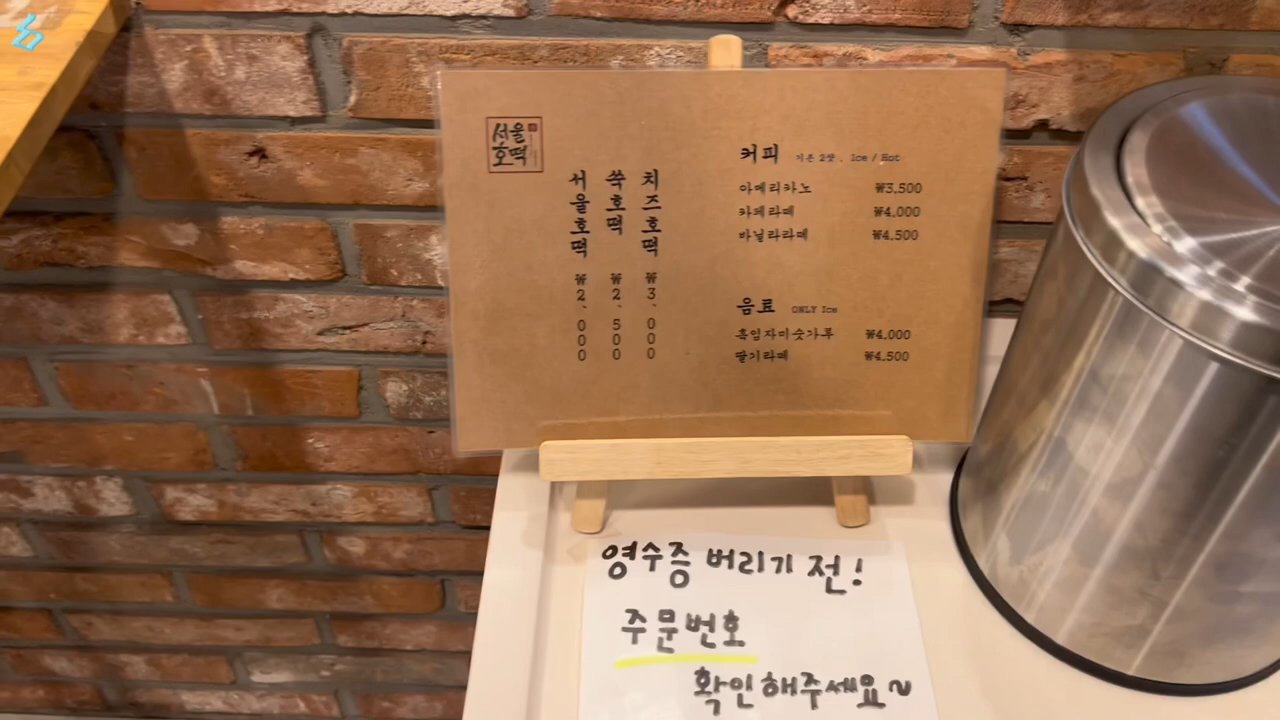 서울
호떡
서울호떡 ₩2,000
쑥호떡 ₩2,500
치즈호떡 ₩3,000
커피 기본 2샷 . Ice / Hot
아메리카노 ₩3,500
카페라떼 ₩4,000
바닐라라떼 ₩4,500
음료 ONLY Ice
흑임자미숫가루 ₩4,000
딸기라떼 ₩4,500
영수증 버리기 전!
주문번호
확인해주세요~